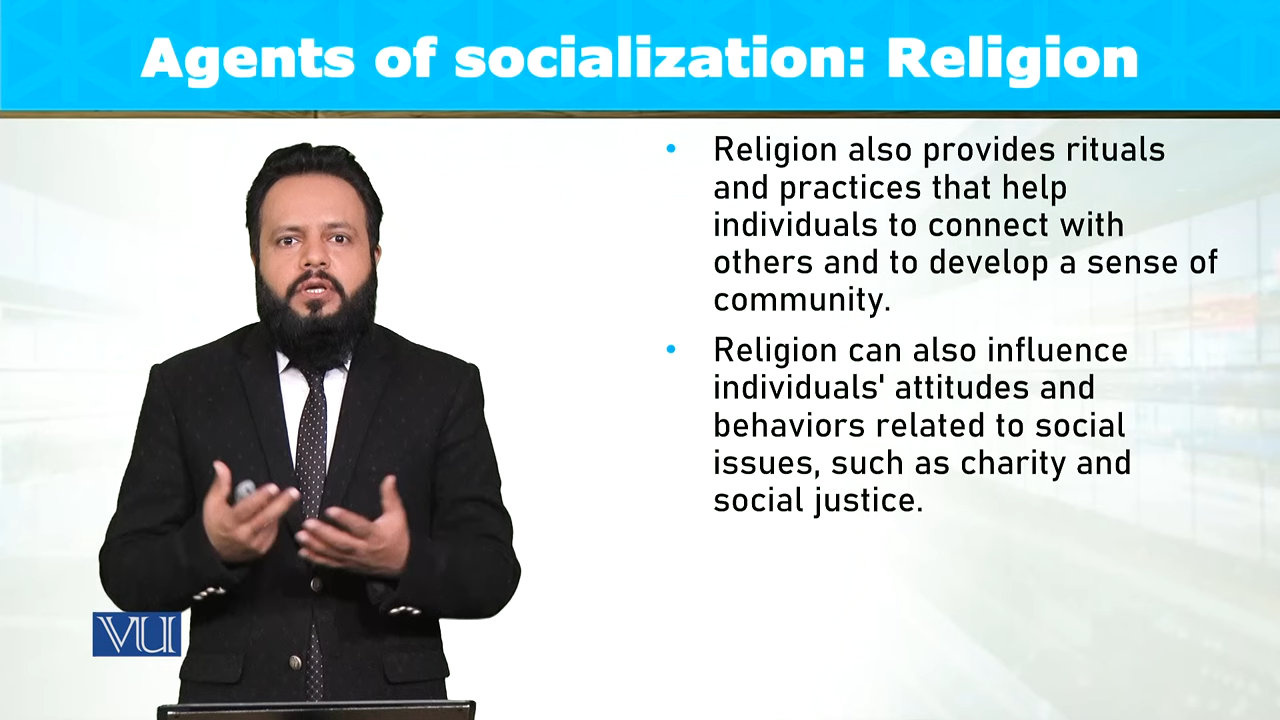 Agents of socialization: Religion
• Religion also provides rituals
and practices that help
individuals to connect with
others and to develop a sense of
community.
• Religion can also influence
individuals' attitudes and
behaviors related to social
issues, such as charity and
social justice.
VU